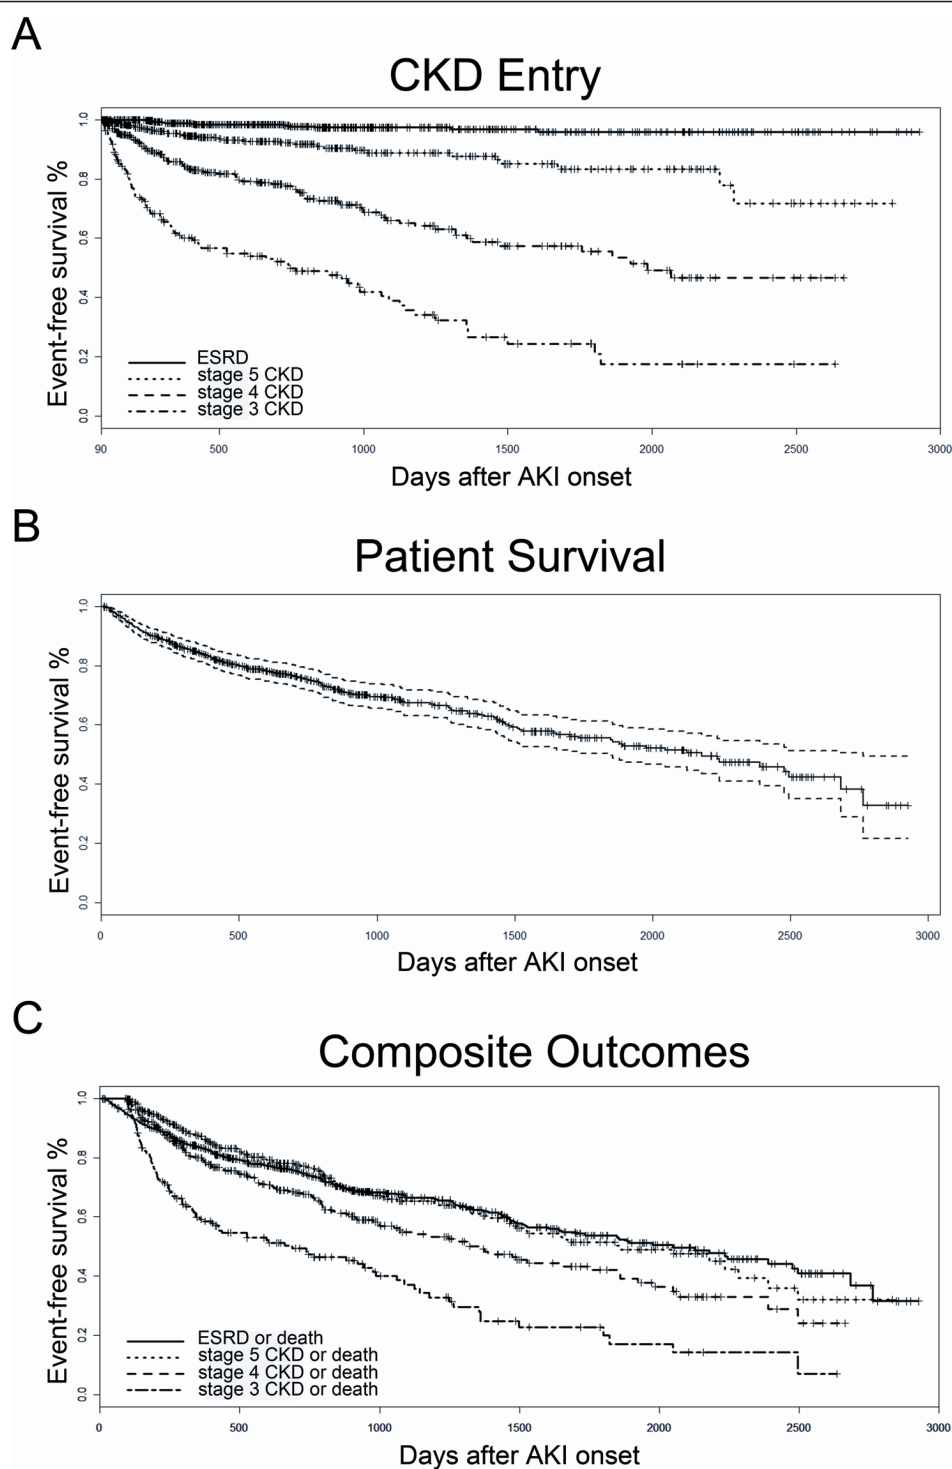 A
CKD Entry
Event-free survival %
1.0
0.8
0.6
0.4
0.2
0.0
ESRD
stage 5 CKD
stage 4 CKD
stage 3 CKD
90 500 1000 1500 2000 2500 3000
Days after AKI onset
B
Patient Survival
Event-free survival %
1.0
0.8
0.6
0.4
0.2
0.0
0 500 1000 1500 2000 2500 3000
Days after AKI onset
C
Composite Outcomes
Event-free survival %
1.0
0.8
0.6
0.4
0.2
0.0
ESRD or death
stage 5 CKD or death
stage 4 CKD or death
stage 3 CKD or death
0 500 1000 1500 2000 2500 3000
Days after AKI onset